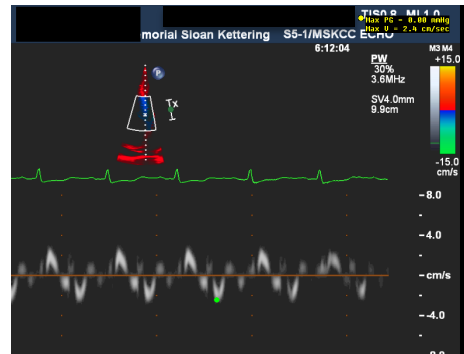 TIS0.8 MI 1.0
Max PG = 0.00 mmHg
Max V = 2.4 cm/sec
morial Sloan Kettering S5-1/MSKCC ECHO
6:12:04
PW
30%
3.6MHz
SV4.0mm
9.9cm
M3 M4
+15.0
-15.0
cm/s
P
x
-8.0
-4.0
-cm/s
-4.0